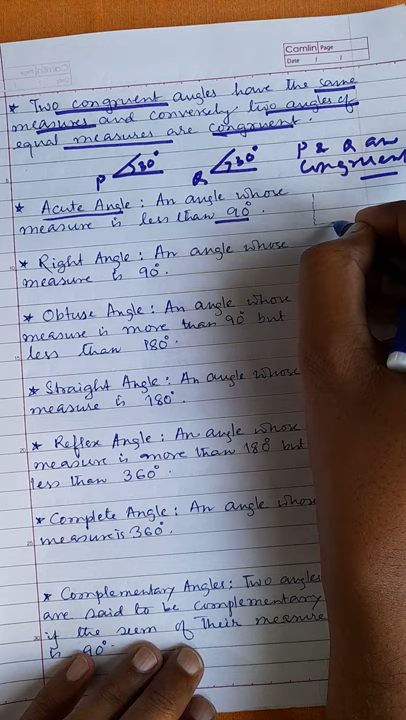 Camlin Page
Date / /
* Two congruent angles have the same
measures and conversely two angles of
equal measures are congruent.
P 30° Q 30° P & Q are
congruent
* Acute Angle: An angle whose
measure is less than 90°.
* Right Angle: An angle whose
measure is 90°.
* Obtuse Angle: An angle whose
measure is more than 90° but
less than 180°.
* Straight Angle: An angle whose
measure is 180°.
* Reflex Angle: An angle whose
measure is more than 180° but
less than 360°.
* Complete Angle: An angle whose
measure is 360°.
* Complementary Angles: Two angles
are said to be complementary
if the sum of their measure
is 90°.